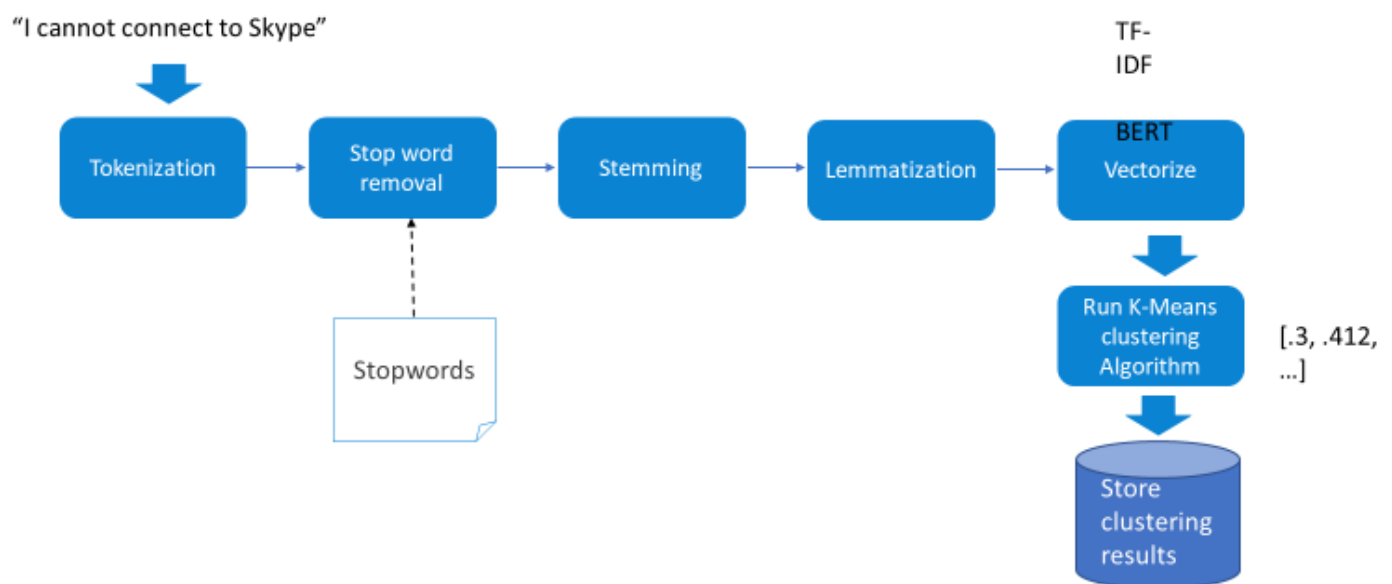 “I cannot connect to Skype”
TF-
IDF
BERT
Tokenization
Stop word
removal
Stemming
Lemmatization
Vectorize
Stopwords
Run K-Means
clustering
Algorithm
[.3, .412,
...]
Store
clustering
results